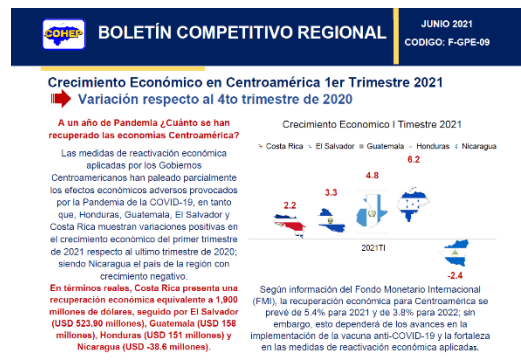 COHEP
BOLETÍN COMPETITIVO REGIONAL
JUNIO 2021
CODIGO: F-GPE-09
Crecimiento Económico en Centroamérica 1er Trimestre 2021
Variación respecto al 4to trimestre de 2020
A un año de Pandemia ¿Cuánto se han
recuperado las economías Centroamérica?
Las medidas de reactivación económica
aplicadas por los Gobiernos
Centroamericanos han paleado parcialmente
los efectos económicos adversos provocados
por la Pandemia de la COVID-19, en tanto
que, Honduras, Guatemala, El Salvador y
Costa Rica muestran variaciones positivas en
el crecimiento económico del primer trimestre
de 2021 respecto al ultimo trimestre de 2020;
siendo Nicaragua el país de la región con
crecimiento negativo.
En términos reales, Costa Rica presenta una
recuperación económica equivalente a 1,900
millones de dólares, seguido por El Salvador
(USD 523.90 millones), Guatemala (USD 158
millones), Honduras (USD 151 millones) y
Nicaragua (USD -38.6 millones).
Crecimiento Economico I Timestre 2021
Costa Rica El Salvador Guatemala Honduras Nicaragua
2.2
3.3
4.8
6.2
2021TI
-2.4
Según información del Fondo Monetario Internacional
(FMI), la recuperación económica para Centroamérica se
prevé de 5.4% para 2021 y de 3.8% para 2022; sin
embargo, esto dependerá de los avances en la
implementación de la vacuna anti-COVID-19 y la fortaleza
en las medidas de reactivación económica aplicadas.